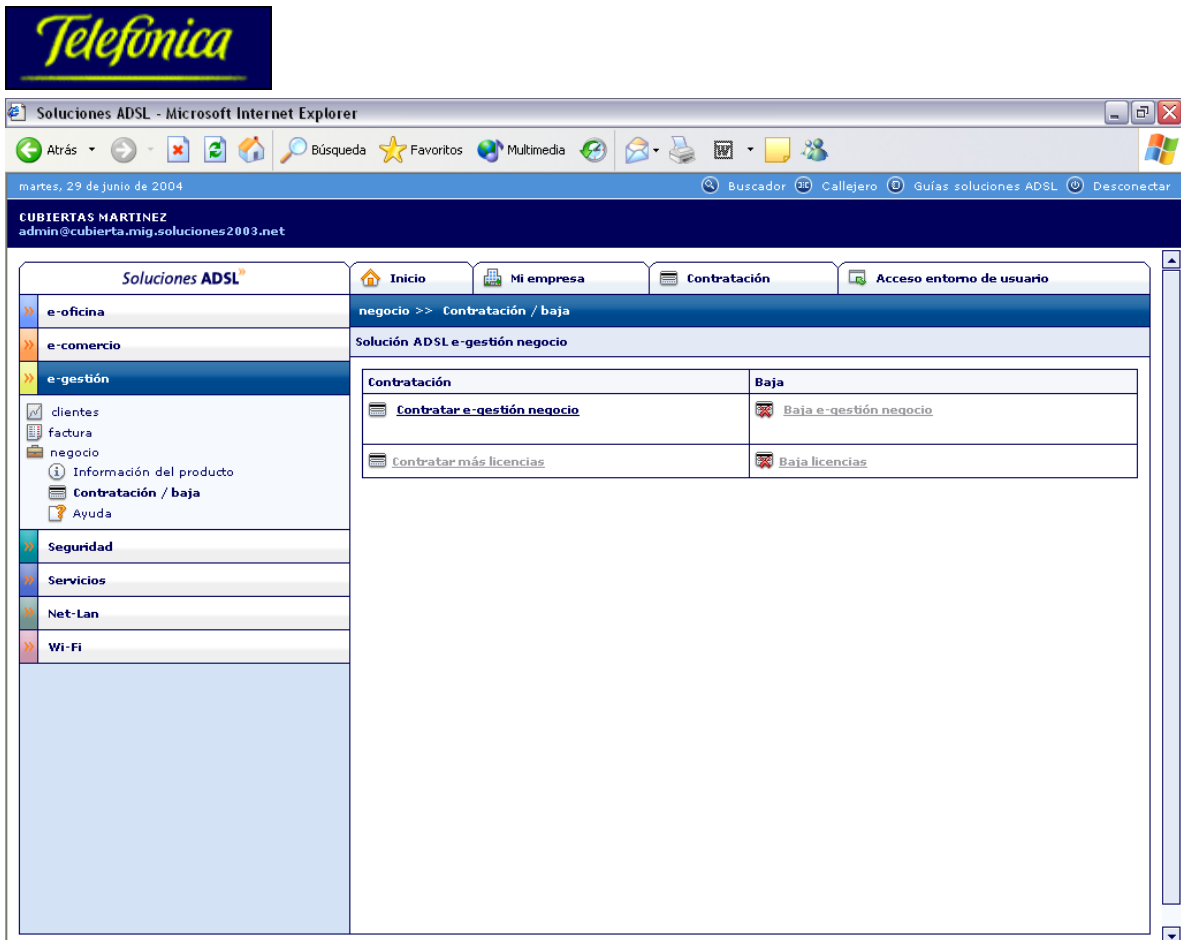 Telefónica
Soluciones ADSL - Microsoft Internet Explorer
Atrás Búsqueda Favoritos Multimedia
martes, 29 de junio de 2004 Buscador Callejero Guías soluciones ADSL Desconectar
CUBIERTAS MARTINEZ
admin@cubierta.mig.soluciones2003.net
Soluciones ADSL» Inicio Mi empresa Contratación Acceso entorno de usuario
» e-oficina
negocio >> Contratación / baja
» e-comercio
Solución ADSL e-gestión negocio
» e-gestión
Contratación Baja
clientes
Contratar e-gestión negocio Baja e-gestión negocio
factura
negocio
Contratar más licencias Baja licencias
Información del producto
Contratación / baja
Ayuda
» Seguridad
» Servicios
» Net-Lan
» Wi-Fi